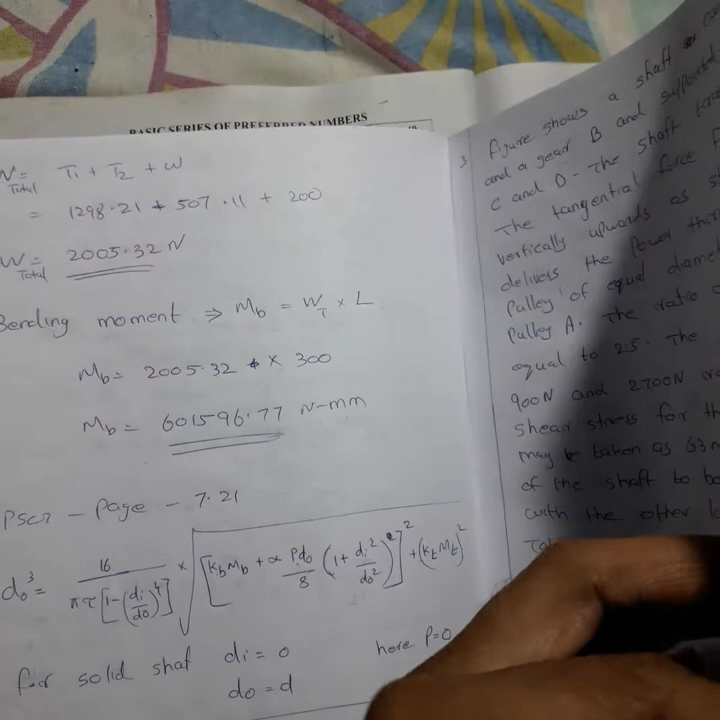 BASIC SERIES OF PREFERRED NUMBERS
W Total = T1 + T2 + W
= 1298.21 + 507.11 + 200
W Total = 2005.32 N
Bending moment ⇒ Mb = WT × L
Mb = 2005.32 × 300
Mb = 601596.77 N-mm
Page - 7.21
do³ = 16 / πτ[1-(di/do)⁴] × √[KbMb + α Pdo/8 (1+ di²/do²)]² + (KtMt)²
for solid shaf di = 0 here P=0
do = d
3 figure shows a shaft
and a gear B and supported
C and D. The shaft
The tangential force
vertically upwards as
delivers the Power
Pulley of equal
Pulley A. The ratio
equal to 2.5. The
900N and 2700N
shear stress for the
may be taken as 63
of the shaft to be
with the other